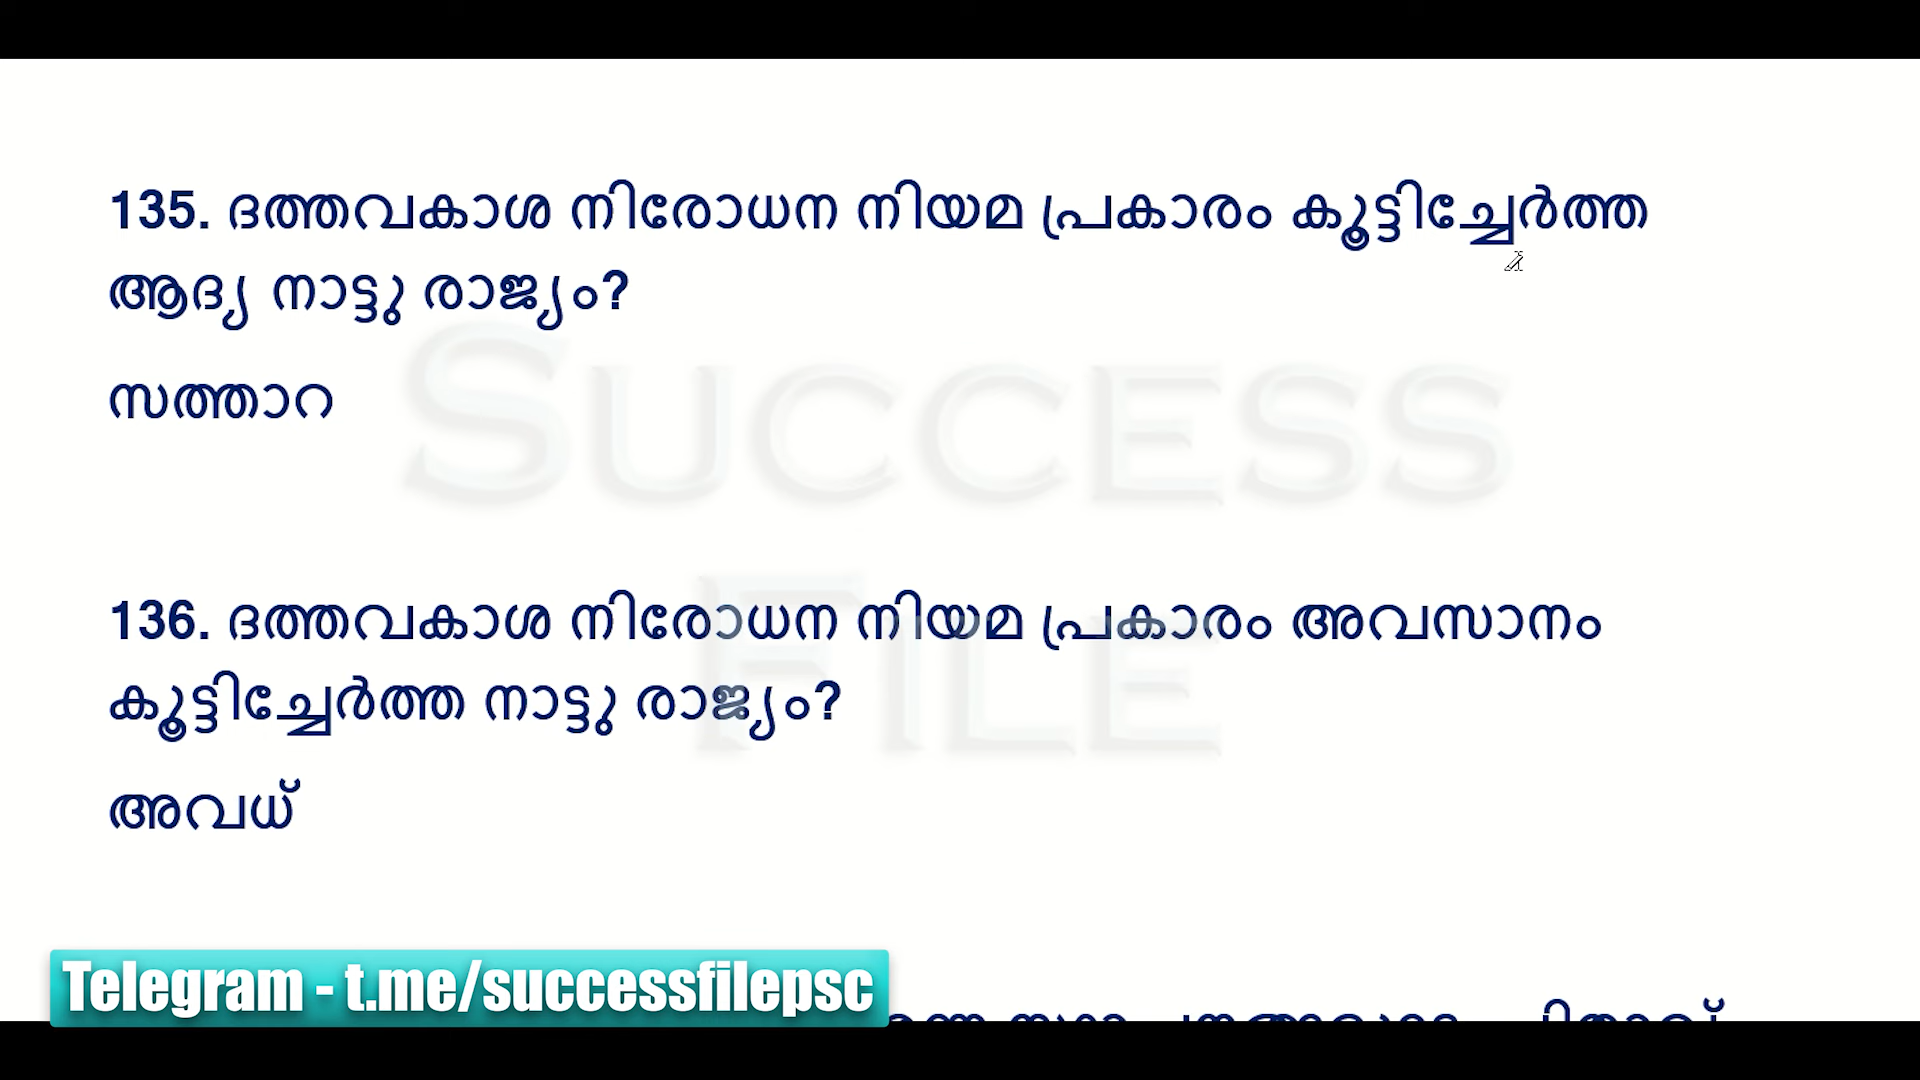 135. ദത്തവകാശ നിരോധന നിയമ പ്രകാരം കൂട്ടിച്ചേർത്ത
ആദ്യ നാട്ടു രാജ്യം?
സത്താറ
SUCCESS
FILE
136. ദത്തവകാശ നിരോധന നിയമ പ്രകാരം അവസാനം
കൂട്ടിച്ചേർത്ത നാട്ടു രാജ്യം?
അവധ്
Telegram - t.me/successfilepsc